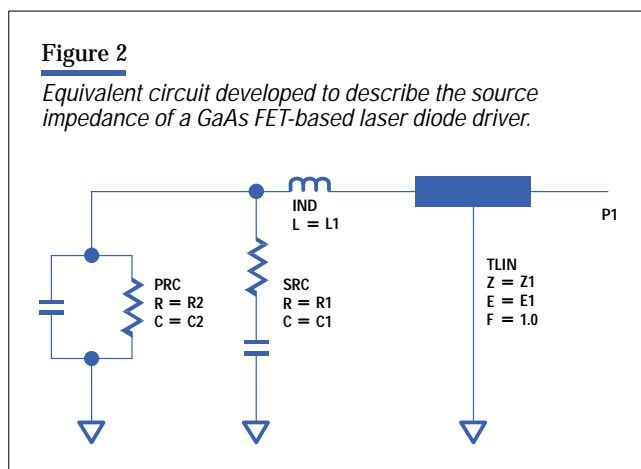 Figure 2
Equivalent circuit developed to describe the source
impedance of a GaAs FET-based laser diode driver.
IND
L = L1
P1
PRC
R = R2
C = C2
SRC
R = R1
C = C1
TLIN
Z = Z1
E = E1
F = 1.0